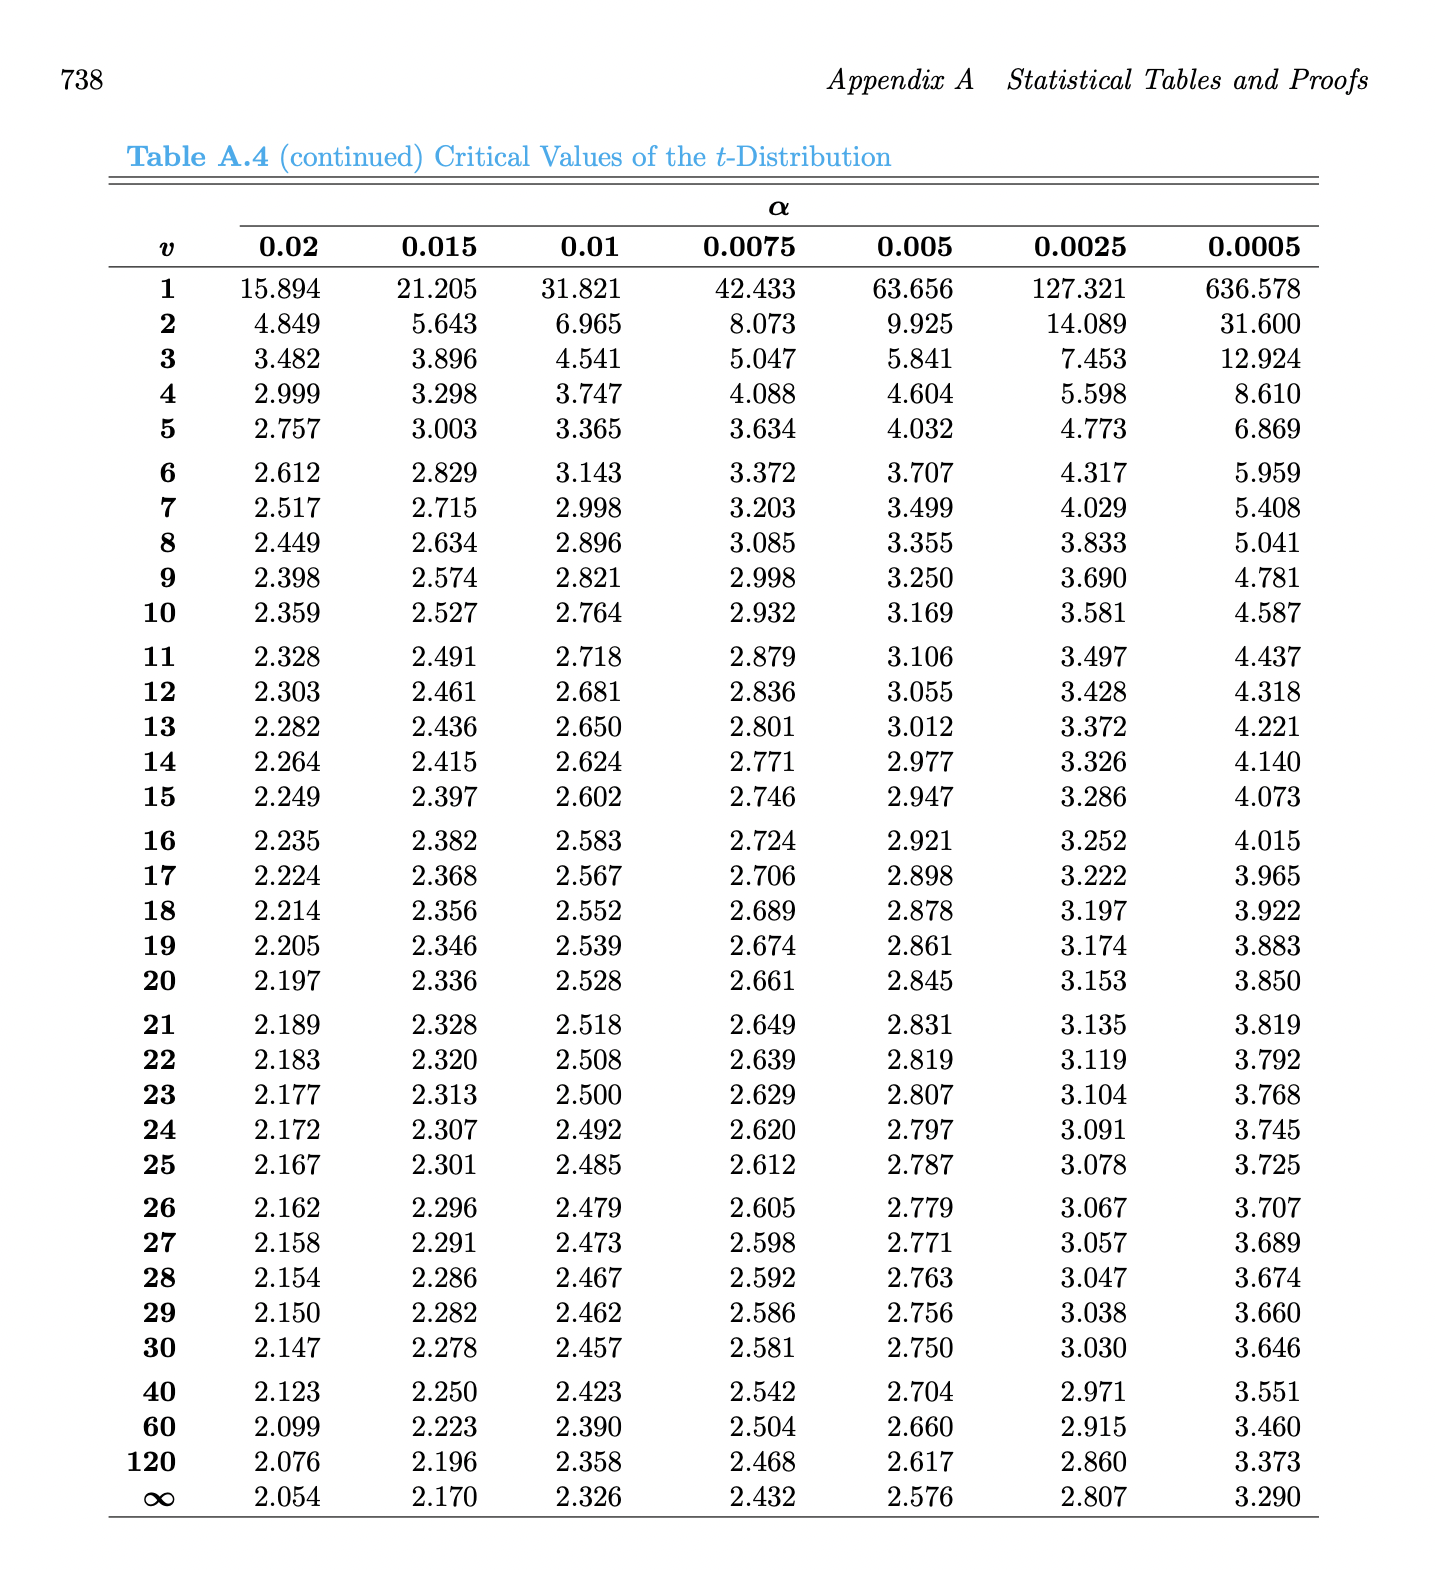 738 Appendix A Statistical Tables and Proofs
Table A.4 (continued) Critical Values of the t-Distribution
α
v 0.02 0.015 0.01 0.0075 0.005 0.0025 0.0005
1 15.894 21.205 31.821 42.433 63.656 127.321 636.578
2 4.849 5.643 6.965 8.073 9.925 14.089 31.600
3 3.482 3.896 4.541 5.047 5.841 7.453 12.924
4 2.999 3.298 3.747 4.088 4.604 5.598 8.610
5 2.757 3.003 3.365 3.634 4.032 4.773 6.869
6 2.612 2.829 3.143 3.372 3.707 4.317 5.959
7 2.517 2.715 2.998 3.203 3.499 4.029 5.408
8 2.449 2.634 2.896 3.085 3.355 3.833 5.041
9 2.398 2.574 2.821 2.998 3.250 3.690 4.781
10 2.359 2.527 2.764 2.932 3.169 3.581 4.587
11 2.328 2.491 2.718 2.879 3.106 3.497 4.437
12 2.303 2.461 2.681 2.836 3.055 3.428 4.318
13 2.282 2.436 2.650 2.801 3.012 3.372 4.221
14 2.264 2.415 2.624 2.771 2.977 3.326 4.140
15 2.249 2.397 2.602 2.746 2.947 3.286 4.073
16 2.235 2.382 2.583 2.724 2.921 3.252 4.015
17 2.224 2.368 2.567 2.706 2.898 3.222 3.965
18 2.214 2.356 2.552 2.689 2.878 3.197 3.922
19 2.205 2.346 2.539 2.674 2.861 3.174 3.883
20 2.197 2.336 2.528 2.661 2.845 3.153 3.850
21 2.189 2.328 2.518 2.649 2.831 3.135 3.819
22 2.183 2.320 2.508 2.639 2.819 3.119 3.792
23 2.177 2.313 2.500 2.629 2.807 3.104 3.768
24 2.172 2.307 2.492 2.620 2.797 3.091 3.745
25 2.167 2.301 2.485 2.612 2.787 3.078 3.725
26 2.162 2.296 2.479 2.605 2.779 3.067 3.707
27 2.158 2.291 2.473 2.598 2.771 3.057 3.689
28 2.154 2.286 2.467 2.592 2.763 3.047 3.674
29 2.150 2.282 2.462 2.586 2.756 3.038 3.660
30 2.147 2.278 2.457 2.581 2.750 3.030 3.646
40 2.123 2.250 2.423 2.542 2.704 2.971 3.551
60 2.099 2.223 2.390 2.504 2.660 2.915 3.460
120 2.076 2.196 2.358 2.468 2.617 2.860 3.373
∞ 2.054 2.170 2.326 2.432 2.576 2.807 3.290